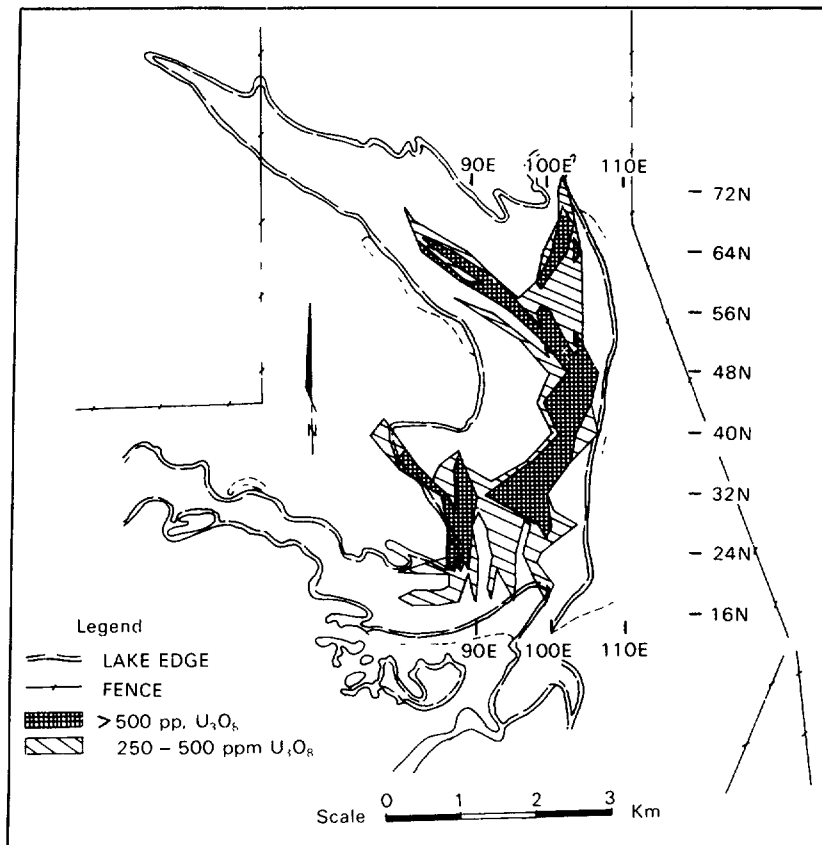 90E 100E 110E
72N
64N
56N
48N
N
40N
32N
24N
16N
90E 100E 110E
Legend
LAKE EDGE
FENCE
>500 pp. U₃O₈
250 – 500 ppm U₃O₈
0 1 2 3
Scale Km